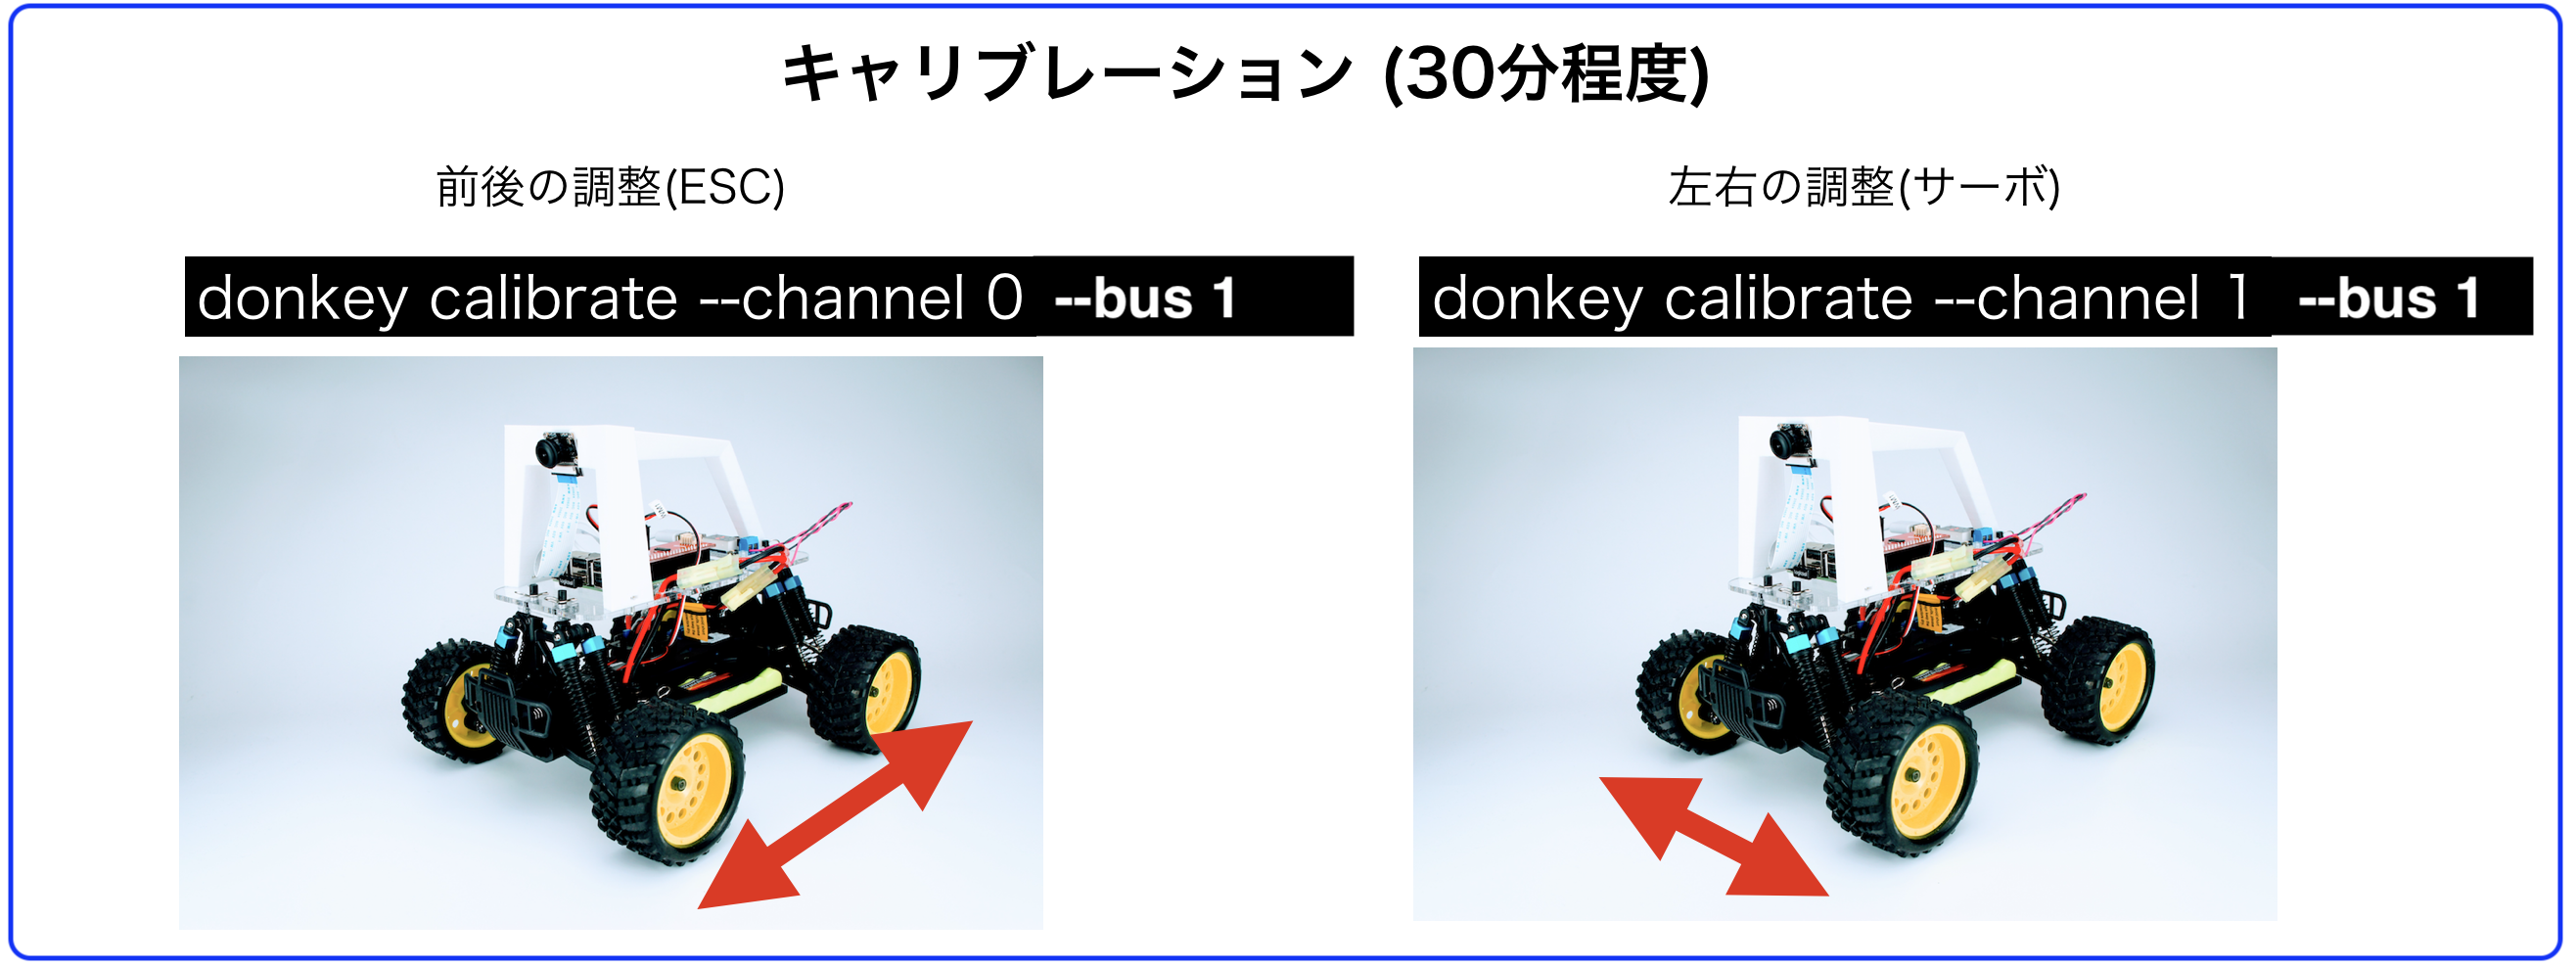 キャリブレーション (30分程度)
前後の調整(ESC)
donkey calibrate --channel 0 --bus 1
左右の調整(サーボ)
donkey calibrate --channel 1 --bus 1